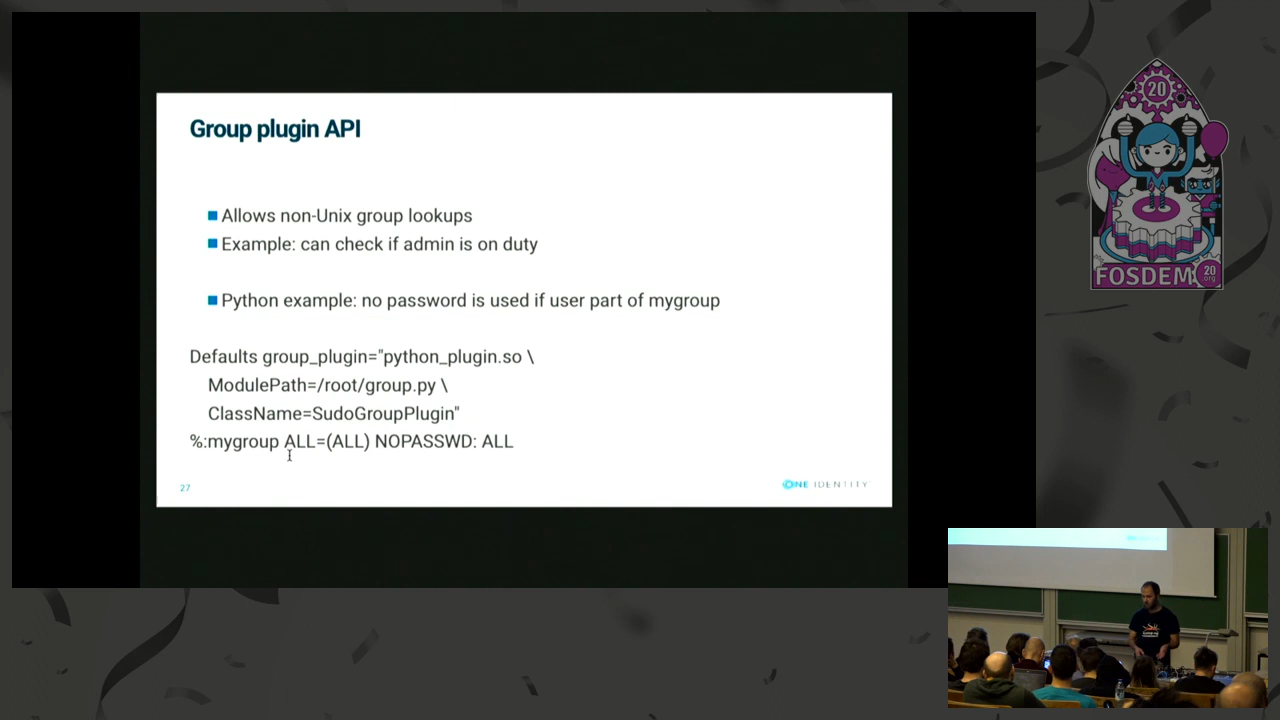 Group plugin API
■ Allows non-Unix group lookups
■ Example: can check if admin is on duty
■ Python example: no password is used if user part of mygroup
Defaults group_plugin="python_plugin.so \
ModulePath=/root/group.py \
ClassName=SudoGroupPlugin"
%:mygroup ALL=(ALL) NOPASSWD: ALL
27
ONE IDENTITY
20
FOSDEM
20
.org